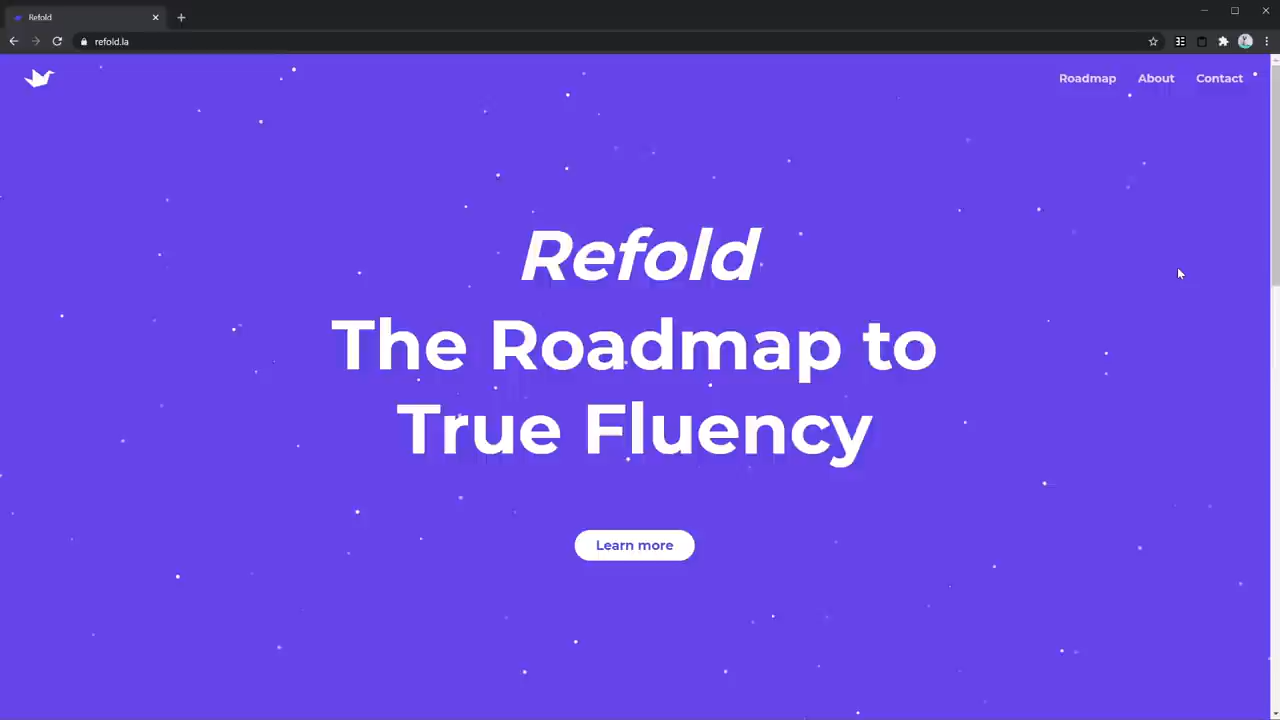 Refold
refold.la
Roadmap About Contact
Refold
The Roadmap to
True Fluency
Learn more